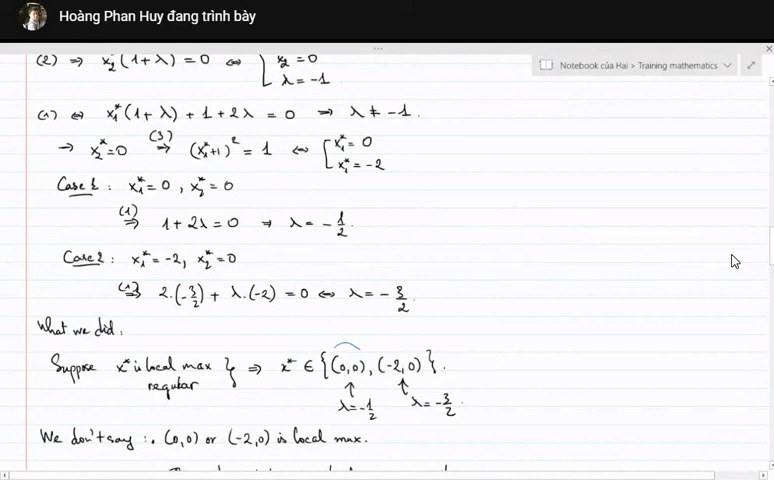 Hoàng Phan Huy đang trình bày
Notebook của Hai > Training mathematics
(2) ⇒ x₂*(1+λ) = 0 ⇔ [ x₂ = 0
λ = -1
(1) ⇔ x₁*(1+λ) + 1 + 2λ = 0 ⇒ λ ≠ -1.
→ x₂* = 0 (3)⇒ (x₁*+1)² = 1 ⇔ [ x₁* = 0
x₁* = -2
Case 1 : x₁* = 0 , x₂* = 0
(1)⇒ 1 + 2λ = 0 ⇒ λ = -1/2.
Case 2 : x₁* = -2, x₂* = 0
(1)⇒ 2.(-3/2) + λ.(-2) = 0 ⇔ λ = -3/2.
What we did:
Suppose x* is local max } ⇒ x* ∈ {(0,0), (-2,0)}.
regular
↑ λ = -1/2 ↑ λ = -3/2.
We don't say : . (0,0) or (-2,0) is local max.